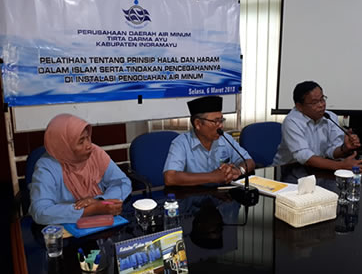 PERUSAHAAN DAERAH AIR MINUM
TIRTA DARMA AYU
KABUPATEN INDRAMAYU
PELATIHAN TENTANG PRINSIP HALAL DAN HARAM
DALAM ISLAM SERTA TINDAKAN PENCEGAHANNYA
DI INSTALASI PENGOLAHAN AIR MINUM
Selasa, 6 Maret 2013